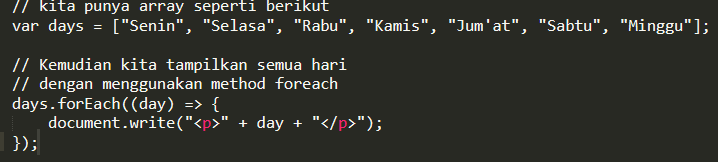 // kita punya array seperti berikut
var days = ["Senin", "Selasa", "Rabu", "Kamis", "Jum'at", "Sabtu", "Minggu"];
// Kemudian kita tampilkan semua hari
// dengan menggunakan method foreach
days.forEach((day) => {
    document.write("<p>" + day + "</p>");
});